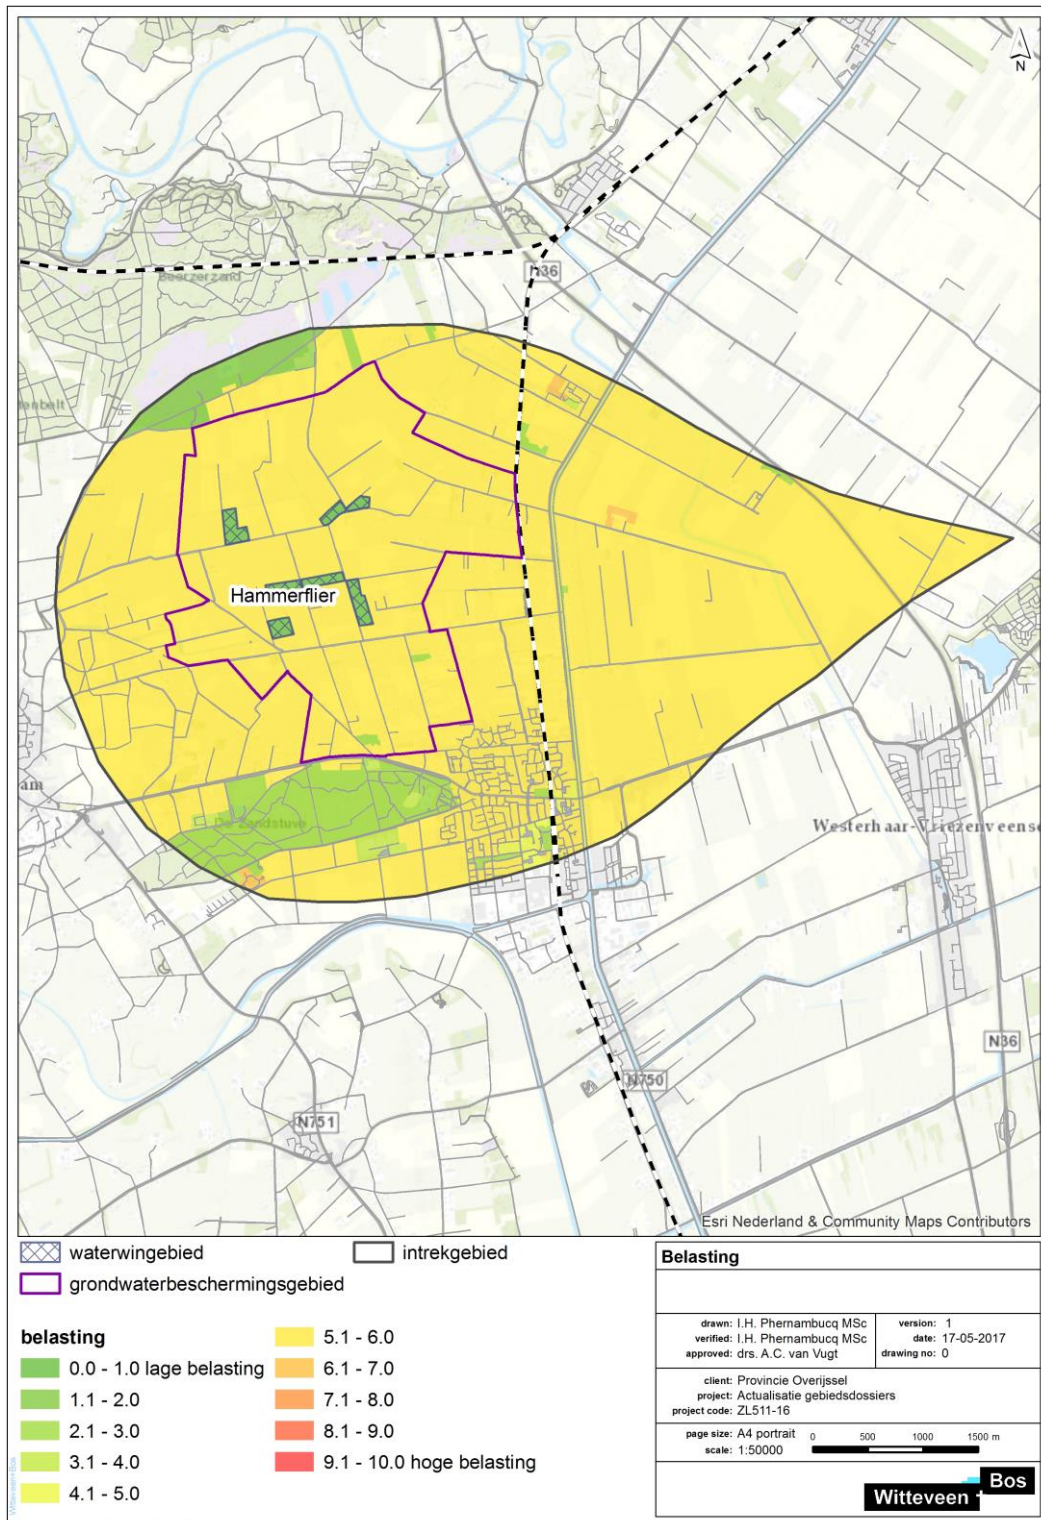 N
N36
Beerzerzand
tenbelt
Hammerflier
am
De Zandstuve
Westerhaar-Vriezenveense
N36
N750
N751
Esri Nederland & Community Maps Contributors
waterwingebied
intrekgebied
grondwaterbeschermingsgebied
belasting
0.0 - 1.0 lage belasting
1.1 - 2.0
2.1 - 3.0
3.1 - 4.0
4.1 - 5.0
5.1 - 6.0
6.1 - 7.0
7.1 - 8.0
8.1 - 9.0
9.1 - 10.0 hoge belasting
Witteveen+Bos
Belasting
drawn: I.H. Phernambucq MSc
verified: I.H. Phernambucq MSc
approved: drs. A.C. van Vugt
version: 1
date: 17-05-2017
drawing no: 0
client: Provincie Overijssel
project: Actualisatie gebiedsdossiers
project code: ZL511-16
page size: A4 portrait
scale: 1:50000
0 500 1000 1500 m
Witteveen + Bos